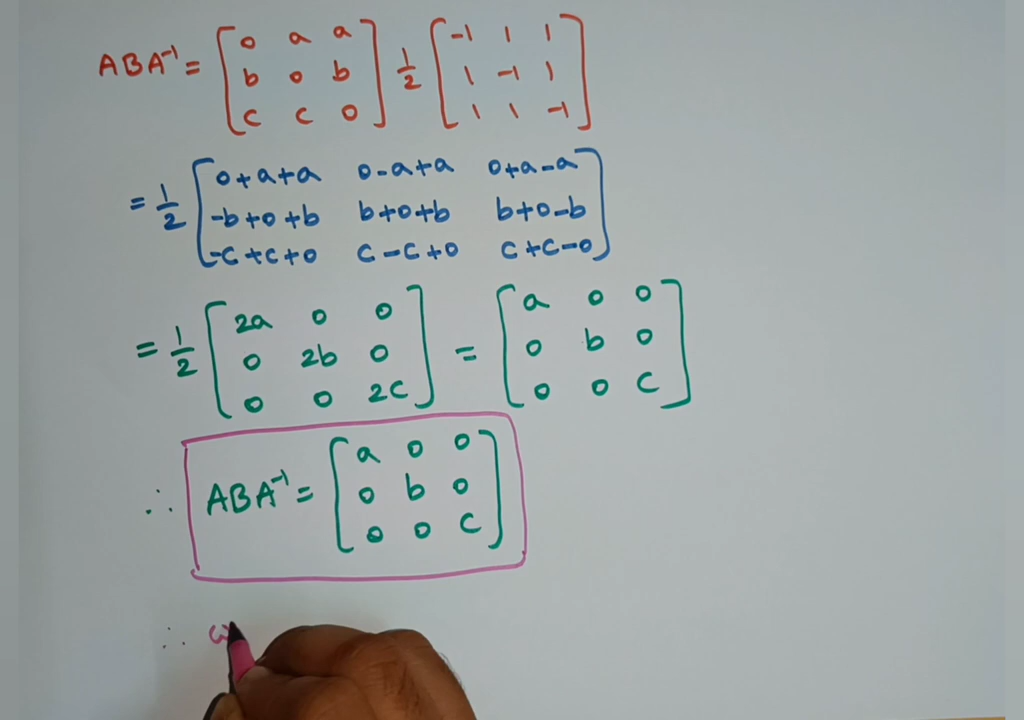 ABA⁻¹ = [0 a a] 1/2 [-1 1 1]
[b 0 b] [1 -1 1]
[c c 0] [1 1 -1]
= 1/2 [0+a+a 0-a+a 0+a-a]
[-b+0+b b+0+b b+0-b]
[-c+c+0 c-c+0 c+c-0]
= 1/2 [2a 0 0] = [a 0 0]
[0 2b 0] [0 b 0]
[0 0 2c] [0 0 c]
∴ ABA⁻¹ = [a 0 0]
[0 b 0]
[0 0 c]
∴